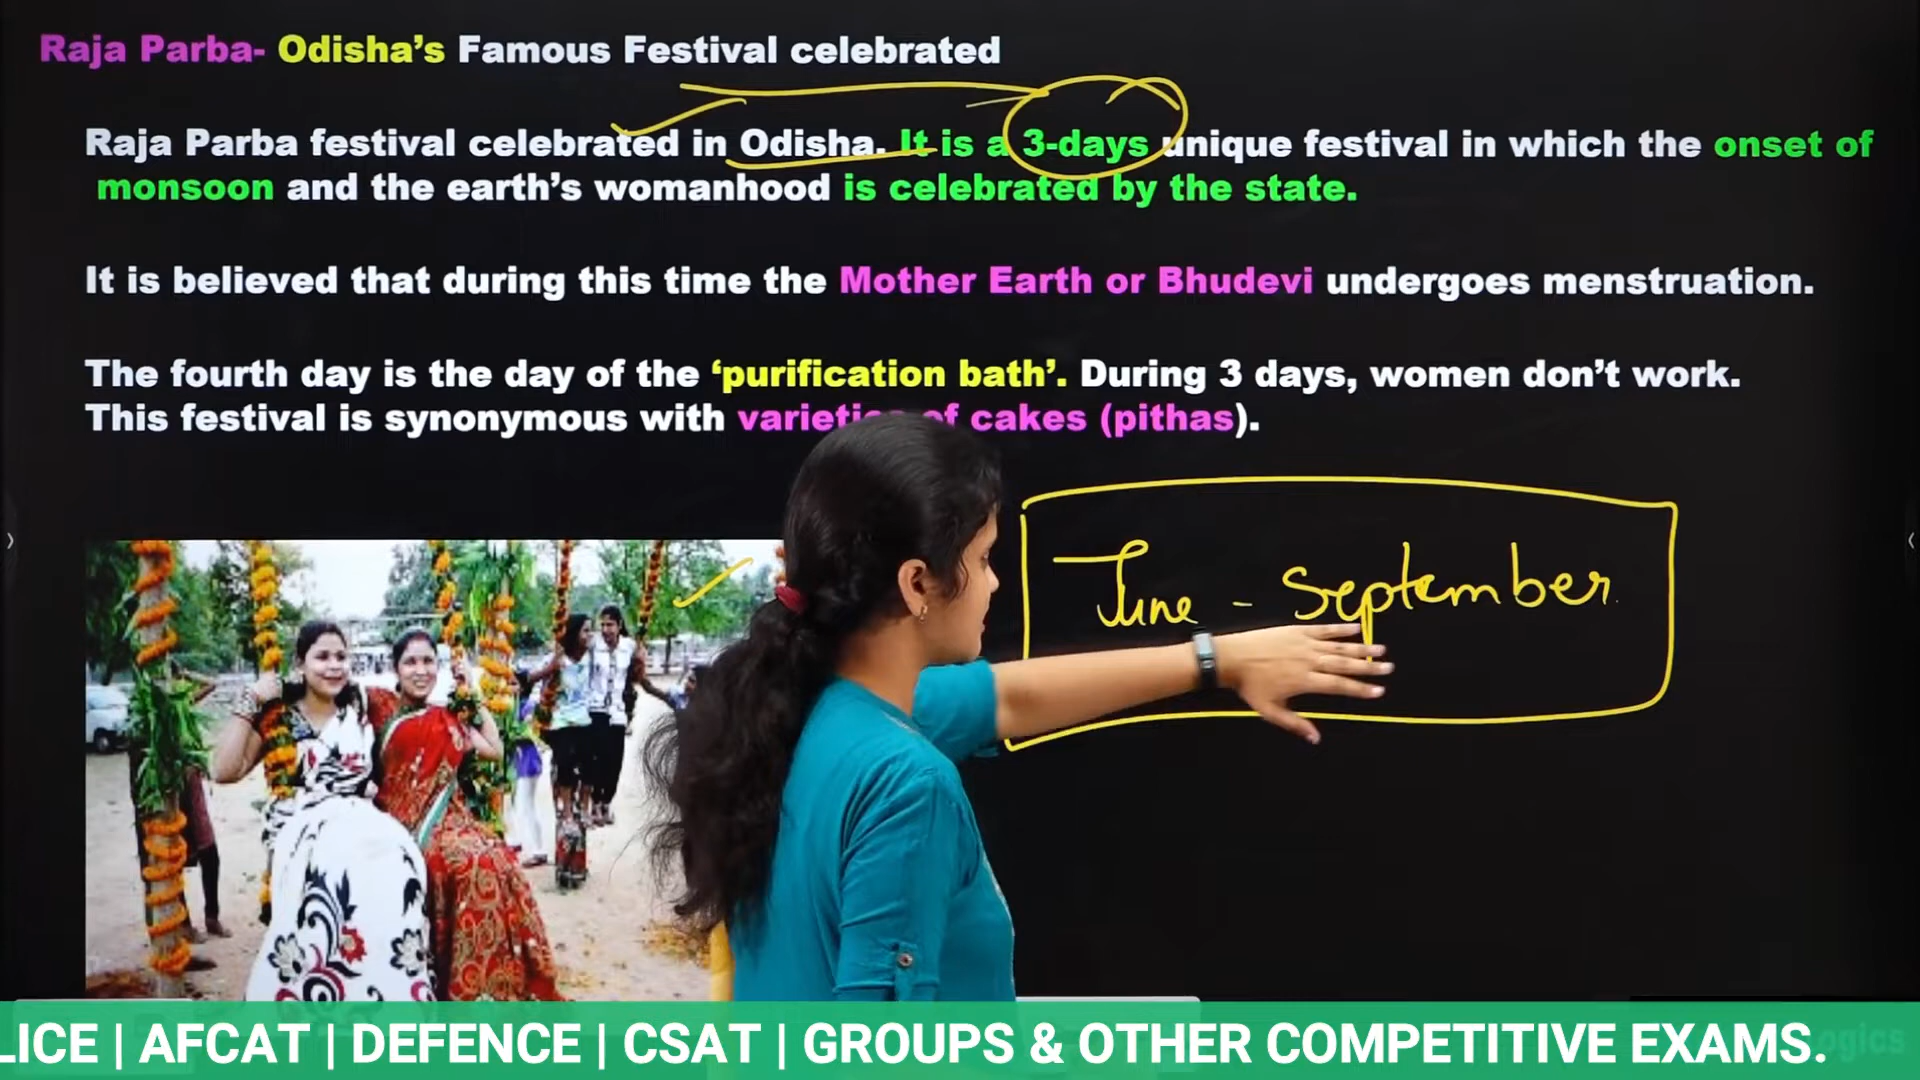 Raja Parba- Odisha’s Famous Festival celebrated
Raja Parba festival celebrated in Odisha. It is a 3-days unique festival in which the onset of
monsoon and the earth’s womanhood is celebrated by the state.
It is believed that during this time the Mother Earth or Bhudevi undergoes menstruation.
The fourth day is the day of the ‘purification bath’. During 3 days, women don’t work.
This festival is synonymous with varieties of cakes (pithas).
June - September
LICE | AFCAT | DEFENCE | CSAT | GROUPS & OTHER COMPETITIVE EXAMS.